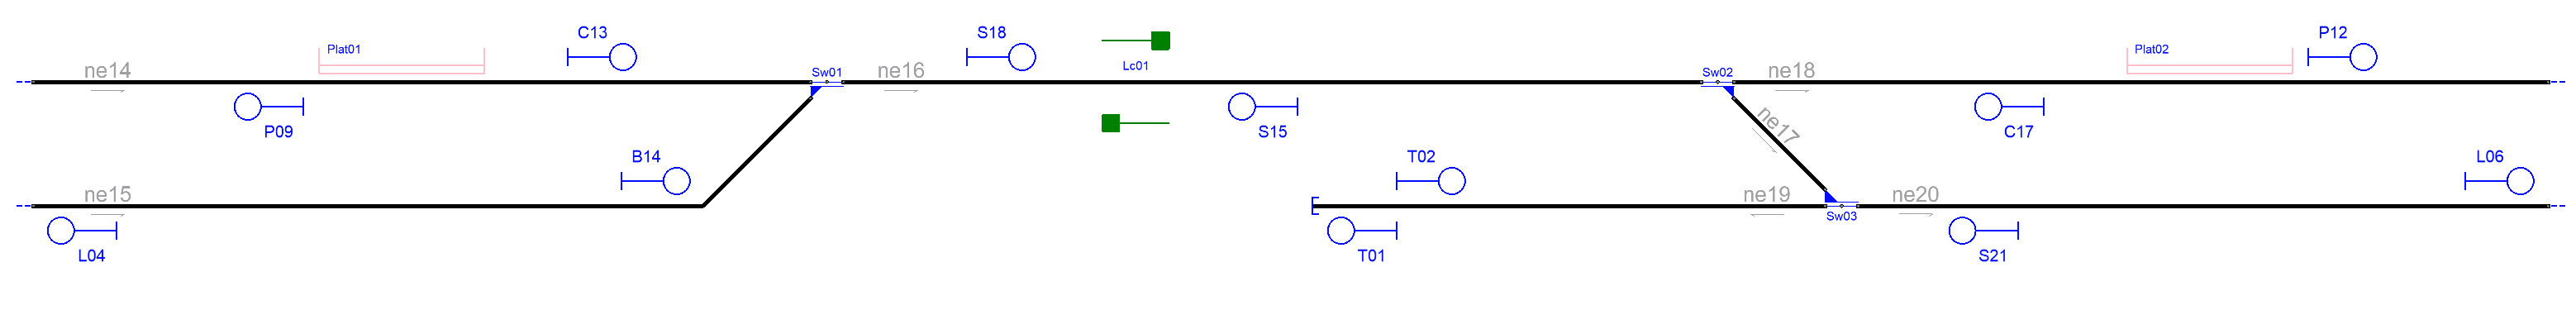 C13
S18
P12
Plat01
Plat02
ne14
Sw01
ne16
Lc01
Sw02
ne18
P09
S15
C17
ne17
B14
T02
L06
ne15
ne19
ne20
Sw03
L04
T01
S21